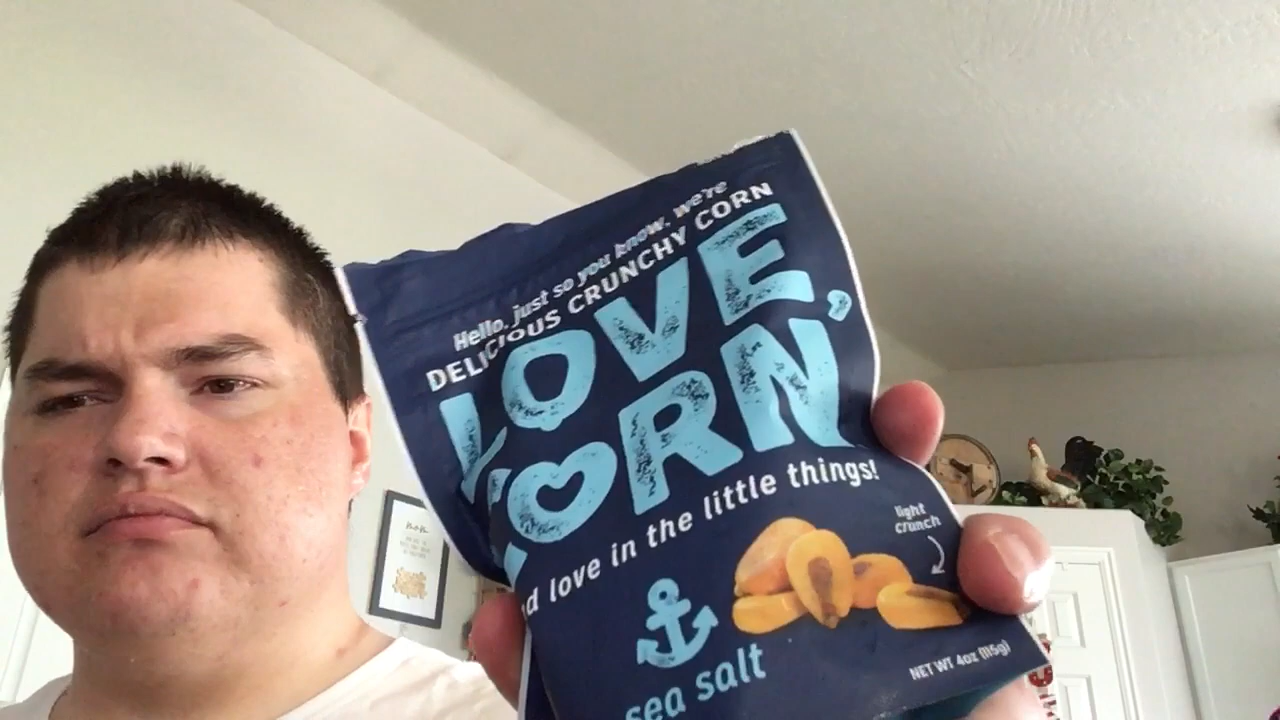 Hello, just so you know, we're
DELICIOUS CRUNCHY CORN
LOVE,
CORN
love in the little things!
light
crunch
sea salt
NET WT 4oz (115g)